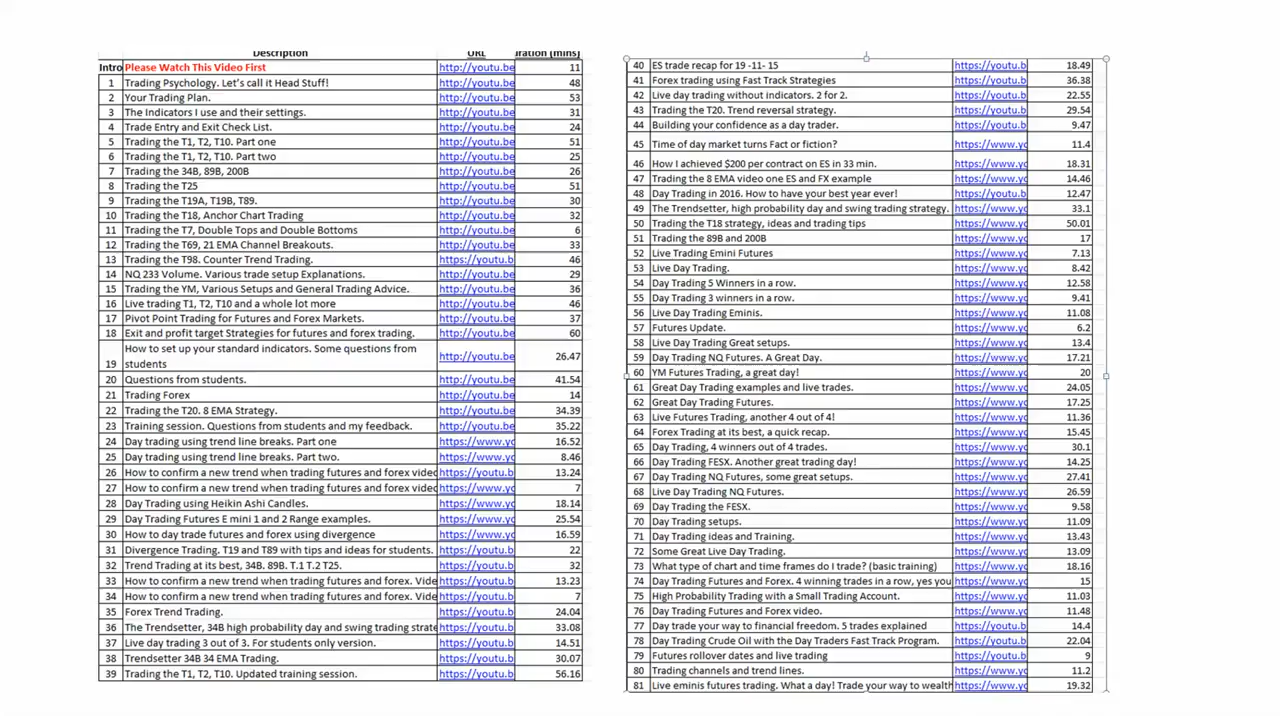 Description URL uration (mins)
Intro Please Watch This Video First http://youtu.be 11
1 Trading Psychology. Let's call it Head Stuff! http://youtu.be 48
2 Your Trading Plan. http://youtu.be 53
3 The Indicators I use and their settings. http://youtu.be 31
4 Trade Entry and Exit Check List. http://youtu.be 24
5 Trading the T1, T2, T10. Part one http://youtu.be 51
6 Trading the T1, T2, T10. Part two http://youtu.be 25
7 Trading the 34B, 89B, 200B http://youtu.be 26
8 Trading the T25 http://youtu.be 51
9 Trading the T19A, T19B, T89. http://youtu.be 30
10 Trading the T18, Anchor Chart Trading http://youtu.be 32
11 Trading the T7, Double Tops and Double Bottoms http://youtu.be 6
12 Trading the T69, 21 EMA Channel Breakouts. http://youtu.be 33
13 Trading the T98. Counter Trend Trading. https://youtu.b 46
14 NQ 233 Volume. Various trade setup Explanations. http://youtu.be 29
15 Trading the YM, Various Setups and General Trading Advice. http://youtu.be 36
16 Live trading T1, T2, T10 and a whole lot more http://youtu.be 46
17 Pivot Point Trading for Futures and Forex Markets. http://youtu.be 37
18 Exit and profit target Strategies for futures and forex trading. http://youtu.be 60
How to set up your standard indicators. Some questions from
19 students http://youtu.be 26.47
20 Questions from students. http://youtu.be 41.54
21 Trading Forex http://youtu.be 14
22 Trading the T20. 8 EMA Strategy. http://youtu.be 34.39
23 Training session. Questions from students and my feedback. http://youtu.be 35.22
24 Day trading using trend line breaks. Part one https://www.yo 16.52
25 Day trading using trend line breaks. Part two. https://www.yo 8.46
26 How to confirm a new trend when trading futures and forex video https://youtu.b 13.24
27 How to confirm a new trend when trading futures and forex video https://www.yo 7
28 Day Trading using Heikin Ashi Candles. https://www.yo 18.14
29 Day Trading Futures E mini 1 and 2 Range examples. https://www.yo 25.54
30 How to day trade futures and forex using divergence https://www.yo 16.59
31 Divergence Trading. T19 and T89 with tips and ideas for students. https://youtu.b 22
32 Trend Trading at its best, 34B. 89B. T.1 T.2 T25. https://youtu.b 32
33 How to confirm a new trend when trading futures and forex. Vide https://youtu.b 13.23
34 How to confirm a new trend when trading futures and forex. Vide https://www.yo 7
35 Forex Trend Trading. https://youtu.b 24.04
36 The Trendsetter, 34B high probability day and swing trading strate https://youtu.b 33.08
37 Live day trading 3 out of 3. For students only version. https://youtu.b 14.51
38 Trendsetter 34B 34 EMA Trading. https://youtu.b 30.07
39 Trading the T1, T2, T10. Updated training session. https://youtu.b 56.16
40 ES trade recap for 19 -11- 15 https://youtu.b 18.49
41 Forex trading using Fast Track Strategies https://youtu.b 36.38
42 Live day trading without indicators. 2 for 2. https://youtu.b 22.55
43 Trading the T20. Trend reversal strategy. https://youtu.b 29.54
44 Building your confidence as a day trader. https://youtu.b 9.47
45 Time of day market turns Fact or fiction? https://www.yo 11.4
46 How I achieved $200 per contract on ES in 33 min. https://www.yo 18.31
47 Trading the 8 EMA video one ES and FX example https://www.yo 14.46
48 Day Trading in 2016. How to have your best year ever! https://youtu.b 12.47
49 The Trendsetter, high probability day and swing trading strategy. https://www.yo 33.1
50 Trading the T18 strategy, ideas and trading tips https://www.yo 50.01
51 Trading the 89B and 200B https://www.yo 17
52 Live Trading Emini Futures https://www.yo 7.13
53 Live Day Trading. https://www.yo 8.42
54 Day Trading 5 Winners in a row. https://www.yo 12.58
55 Day Trading 3 winners in a row. https://www.yo 9.41
56 Live Day Trading Eminis. https://www.yo 11.08
57 Futures Update. https://www.yo 6.2
58 Live Day Trading Great setups. https://www.yo 13.4
59 Day Trading NQ Futures. A Great Day. https://www.yo 17.21
60 YM Futures Trading, a great day! https://www.yo 20
61 Great Day Trading examples and live trades. https://www.yo 24.05
62 Great Day Trading Futures. https://www.yo 17.25
63 Live Futures Trading, another 4 out of 4! https://www.yo 11.36
64 Forex Trading at its best, a quick recap. https://www.yo 15.45
65 Day Trading, 4 winners out of 4 trades. https://www.yo 30.1
66 Day Trading FESX. Another great trading day! https://www.yo 14.25
67 Day Trading NQ Futures, some great setups. https://www.yo 27.41
68 Live Day Trading NQ Futures. https://www.yo 26.59
69 Day Trading the FESX. https://www.yo 9.58
70 Day Trading setups. https://www.yo 11.09
71 Day Trading ideas and Training. https://www.yo 13.43
72 Some Great Live Day Trading. https://www.yo 13.09
73 What type of chart and time frames do I trade? (basic training) https://www.yo 18.16
74 Day Trading Futures and Forex. 4 winning trades in a row, yes you https://www.yo 15
75 High Probability Trading with a Small Trading Account. https://www.yo 11.03
76 Day Trading Futures and Forex video. https://www.yo 11.48
77 Day trade your way to financial freedom. 5 trades explained https://youtu.b 14.4
78 Day Trading Crude Oil with the Day Traders Fast Track Program. https://youtu.b 22.04
79 Futures rollover dates and live trading https://youtu.b 9
80 Trading channels and trend lines. https://www.yo 11.2
81 Live eminis futures trading. What a day! Trade your way to wealth https://www.yo 19.32